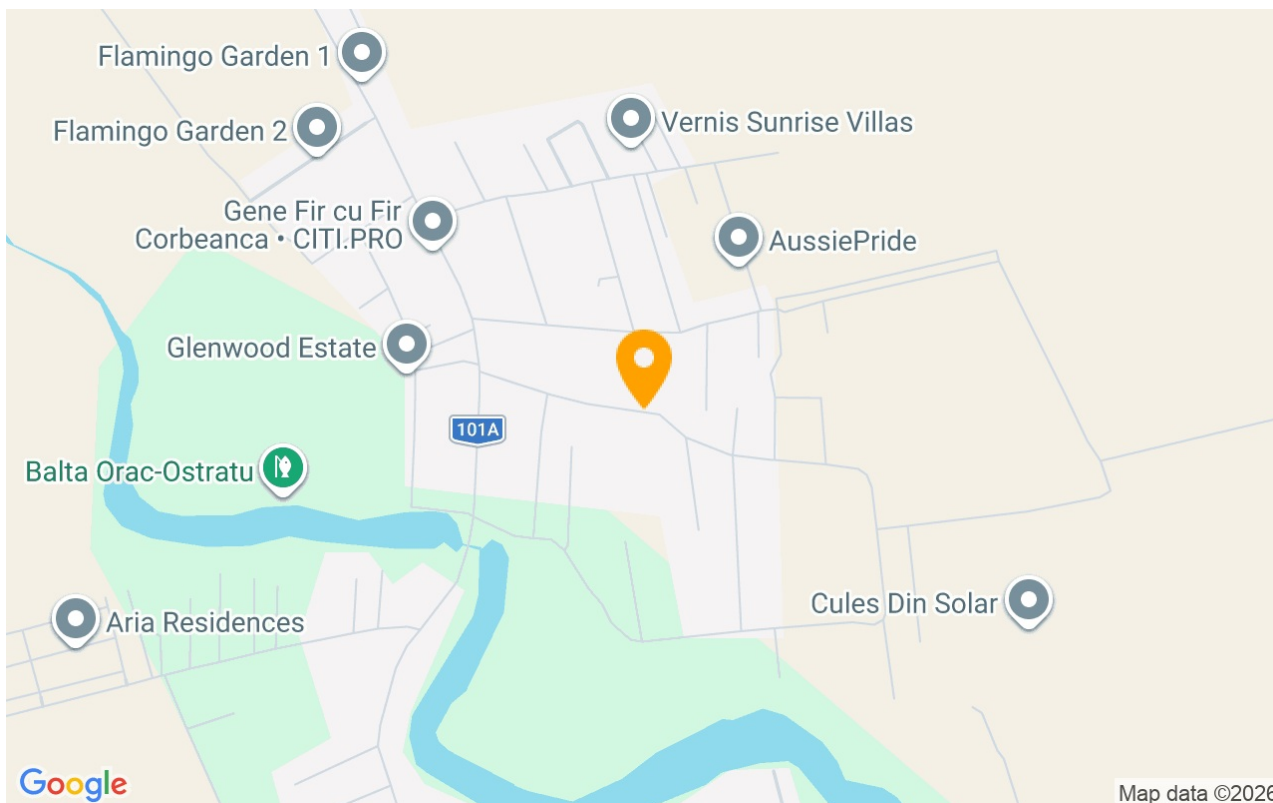 Flamingo Garden 1
Flamingo Garden 2
Vernis Sunrise Villas
Gene Fir cu Fir
Corbeanca • CITI.PRO
AussiePride
Glenwood Estate
101A
Balta Orac-Ostratu
Cules Din Solar
Aria Residences
Google
Map data ©2026